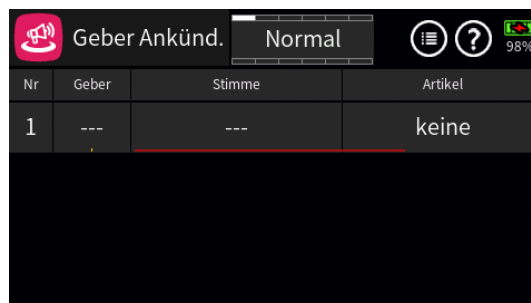 Geber Ankünd. Normal ? 98%
Nr Geber Stimme Artikel
1 --- --- keine